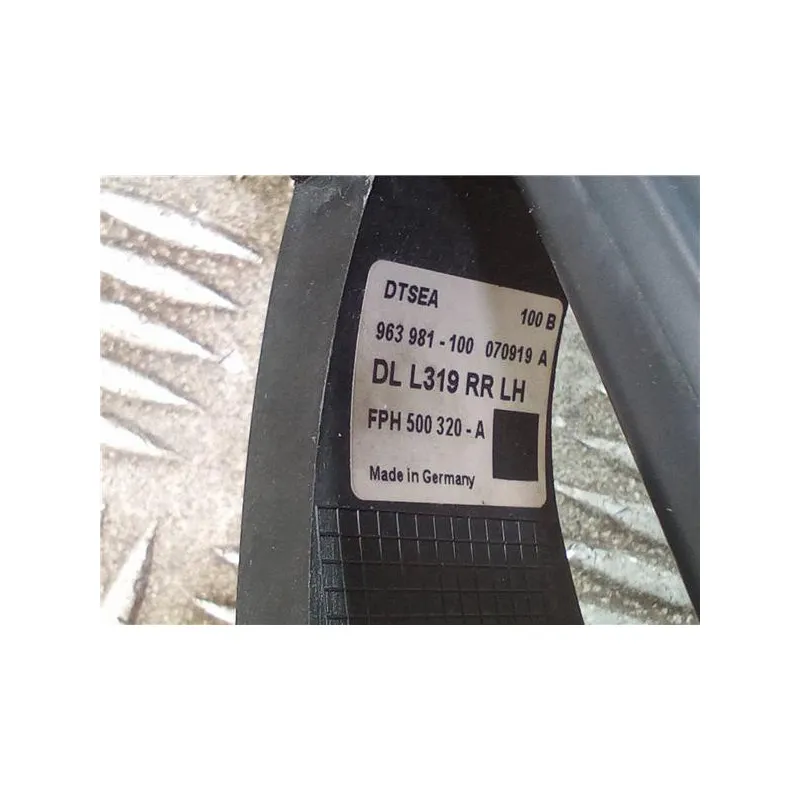 DTSEA
100 B
963 981 - 100 070919 A
DL L319 RR LH
FPH 500 320 - A
Made in Germany